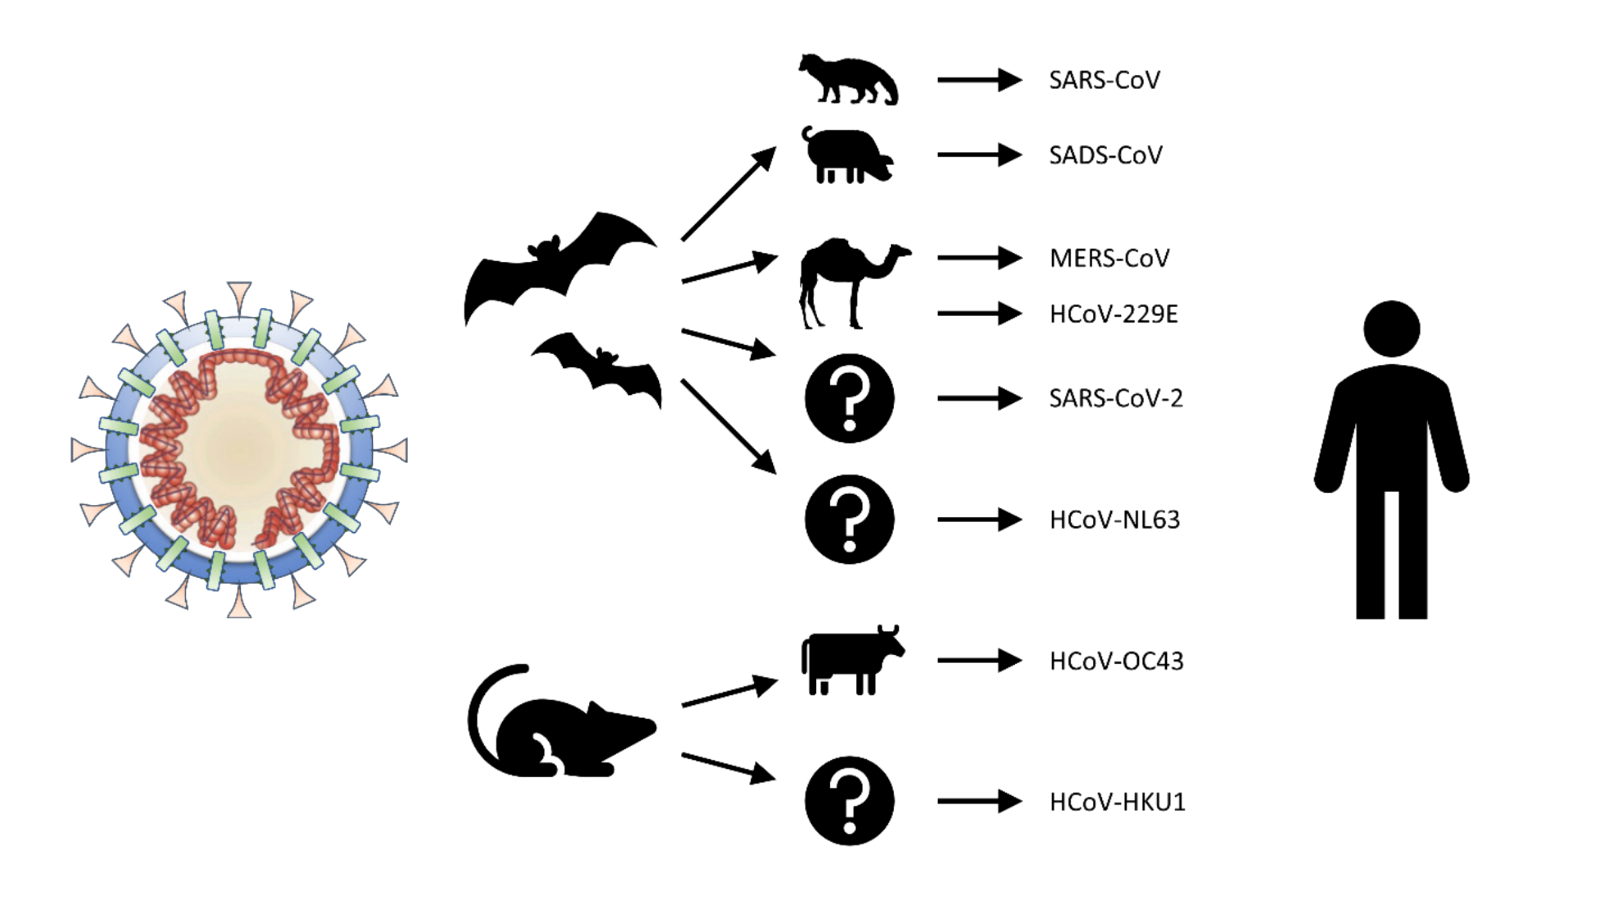 SARS-CoV
SADS-CoV
MERS-CoV
HCoV-229E
?
SARS-CoV-2
?
HCoV-NL63
HCoV-OC43
?
HCoV-HKU1